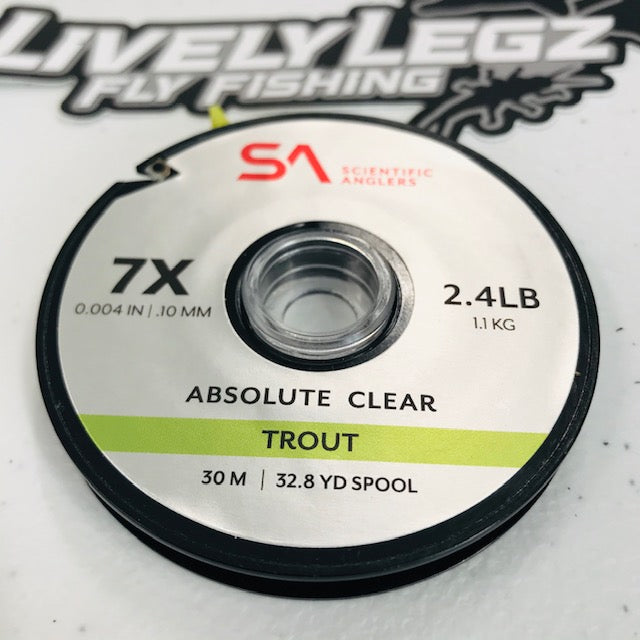 LIVELYLEGZ
FLY FISHING
SA SCIENTIFIC
ANGLERS
7X
0.004 IN | .10 MM
2.4LB
1.1 KG
ABSOLUTE CLEAR
TROUT
30 M | 32.8 YD SPOOL